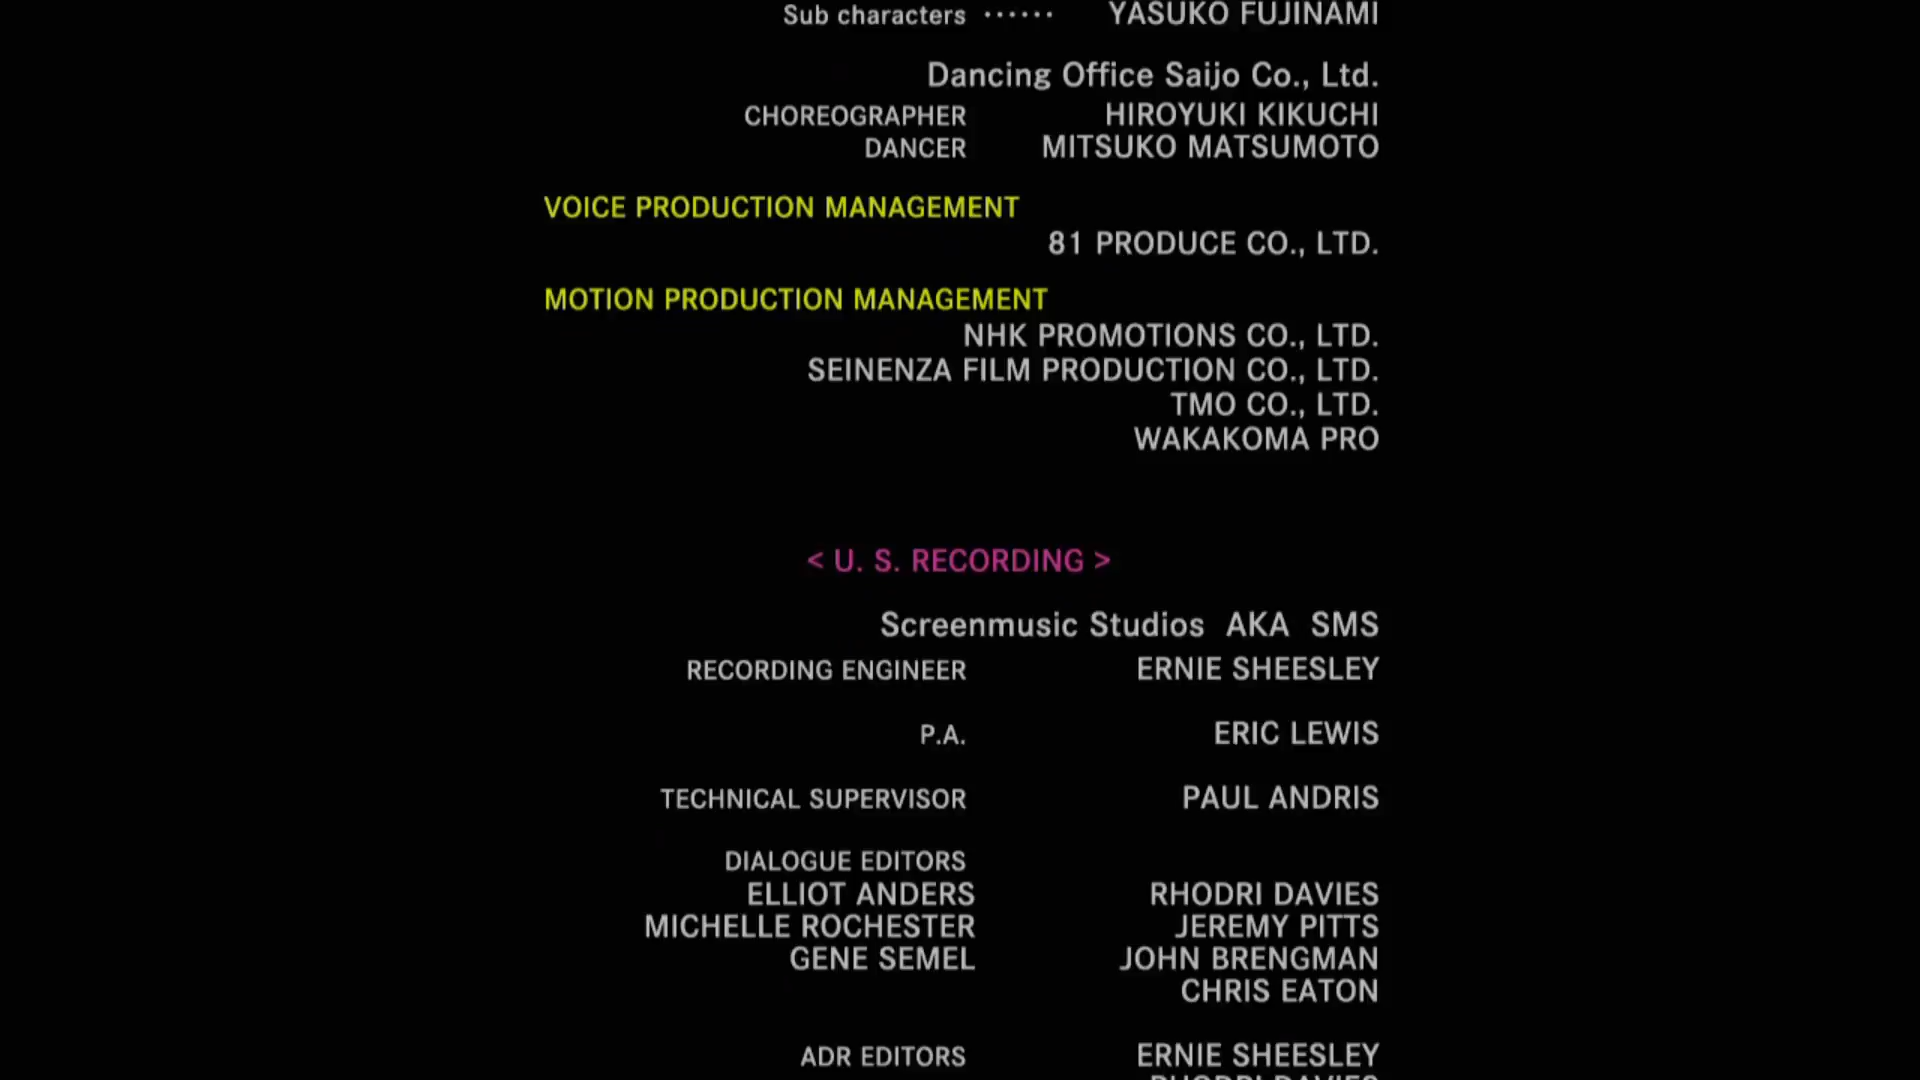 Sub characters ······ YASUKO FUJINAMI
Dancing Office Saijo Co., Ltd.
CHOREOGRAPHER HIROYUKI KIKUCHI
DANCER MITSUKO MATSUMOTO
VOICE PRODUCTION MANAGEMENT
81 PRODUCE CO., LTD.
MOTION PRODUCTION MANAGEMENT
NHK PROMOTIONS CO., LTD.
SEINENZA FILM PRODUCTION CO., LTD.
TMO CO., LTD.
WAKAKOMA PRO
< U. S. RECORDING >
Screenmusic Studios AKA SMS
RECORDING ENGINEER ERNIE SHEESLEY
P.A. ERIC LEWIS
TECHNICAL SUPERVISOR PAUL ANDRIS
DIALOGUE EDITORS
ELLIOT ANDERS RHODRI DAVIES
MICHELLE ROCHESTER JEREMY PITTS
GENE SEMEL JOHN BRENGMAN
CHRIS EATON
ADR EDITORS ERNIE SHEESLEY
RHODRI DAVIES